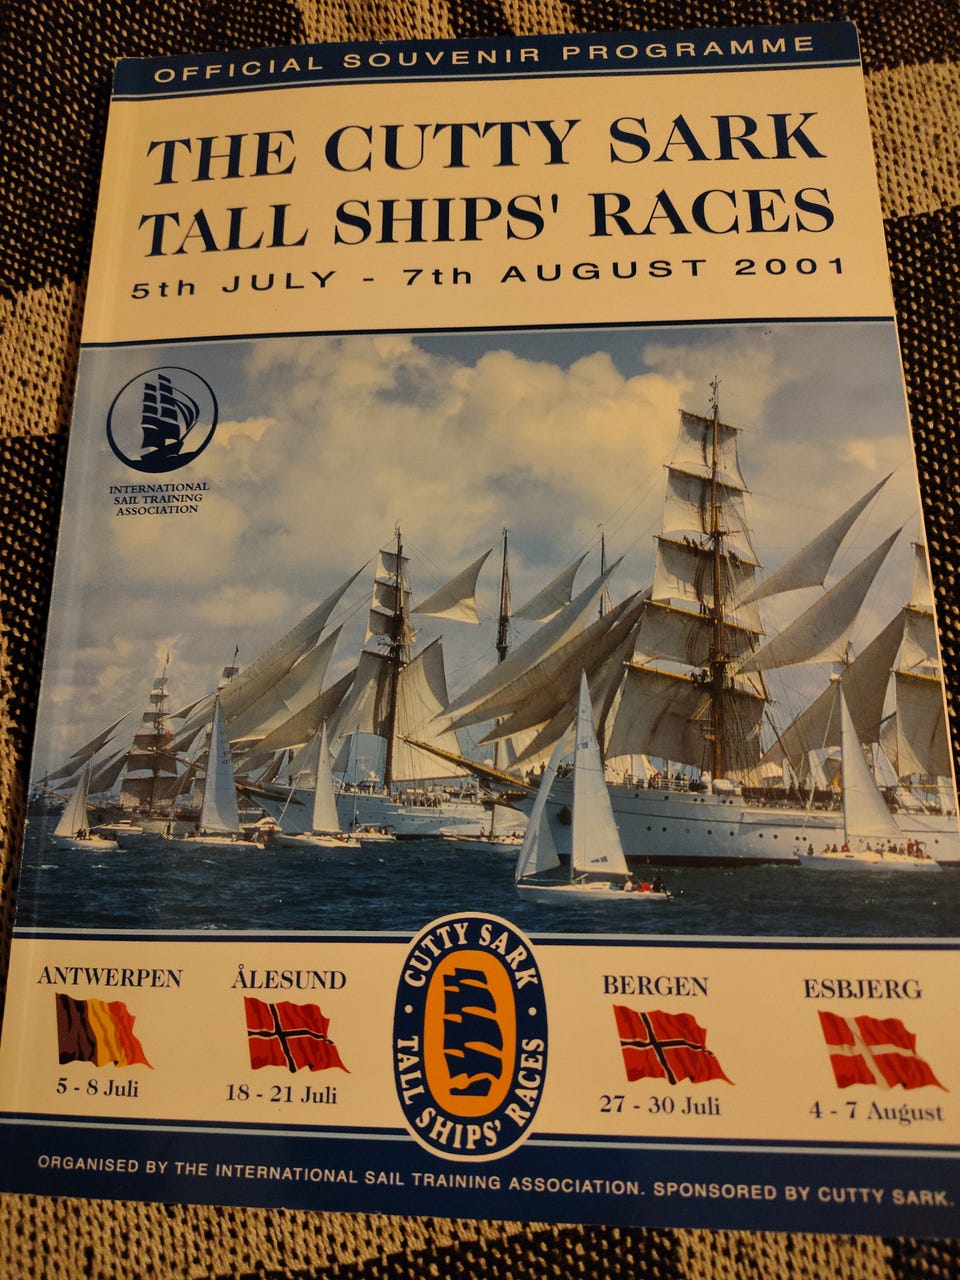 OFFICIAL SOUVENIR PROGRAMME
THE CUTTY SARK
TALL SHIPS' RACES
5th JULY - 7th AUGUST 2001
INTERNATIONAL
SAIL TRAINING
ASSOCIATION
ANTWERPEN
5 - 8 Juli
ÅLESUND
18 - 21 Juli
CUTTY SARK
TALL SHIPS' RACES
BERGEN
27 - 30 Juli
ESBJERG
4 - 7 August
ORGANISED BY THE INTERNATIONAL SAIL TRAINING ASSOCIATION. SPONSORED BY CUTTY SARK.